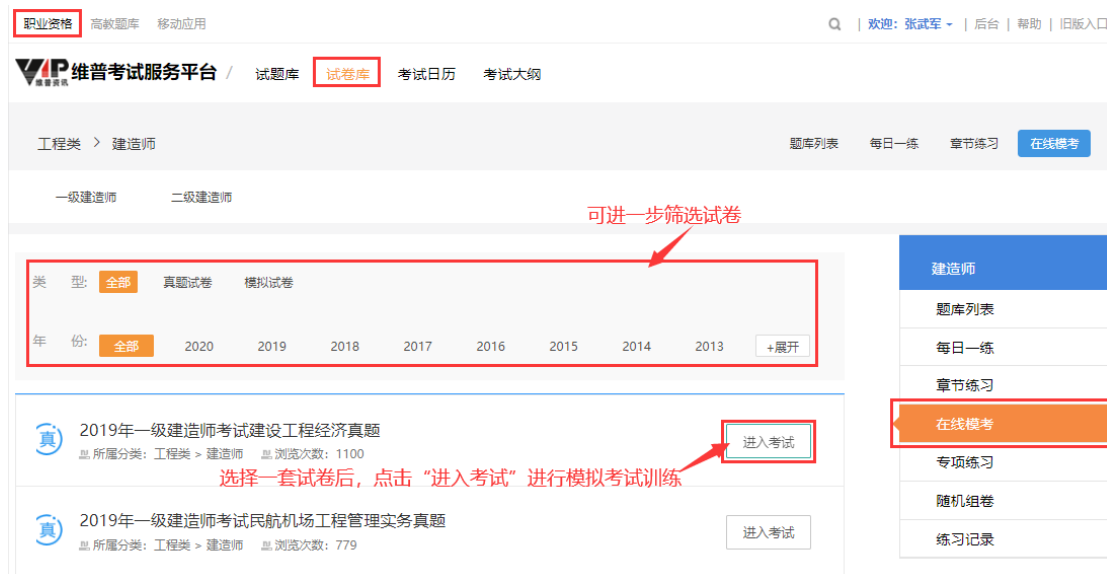 职业资格 高教题库 移动应用 | 欢迎：张武军 | 后台 | 帮助 | 旧版入口
VIP 维普资讯 维普考试服务平台 / 试题库 试卷库 考试日历 考试大纲
工程类 > 建造师 题库列表 每日一练 章节练习 在线模考
一级建造师 二级建造师
可进一步筛选试卷
类 型: 全部 真题试卷 模拟试卷
年 份: 全部 2020 2019 2018 2017 2016 2015 2014 2013 +展开
真 2019年一级建造师考试建设工程经济真题 进入考试
所属分类：工程类 > 建造师 浏览次数：1100
选择一套试卷后，点击“进入考试”进行模拟考试训练
真 2019年一级建造师考试民航机场工程管理实务真题 进入考试
所属分类：工程类 > 建造师 浏览次数：779
建造师
题库列表
每日一练
章节练习
在线模考
专项练习
随机组卷
练习记录